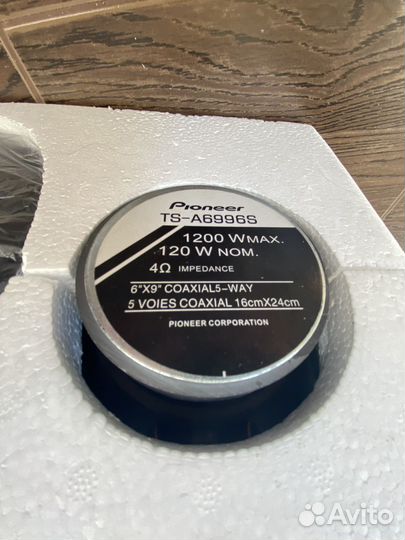 Pioneer
TS-A6996S
1200 WMAX.
120 W NOM.
4Ω IMPEDANCE
6"X9" COAXIAL5-WAY
5 VOIES COAXIAL 16cmX24cm
PIONEER CORPORATION
Avito